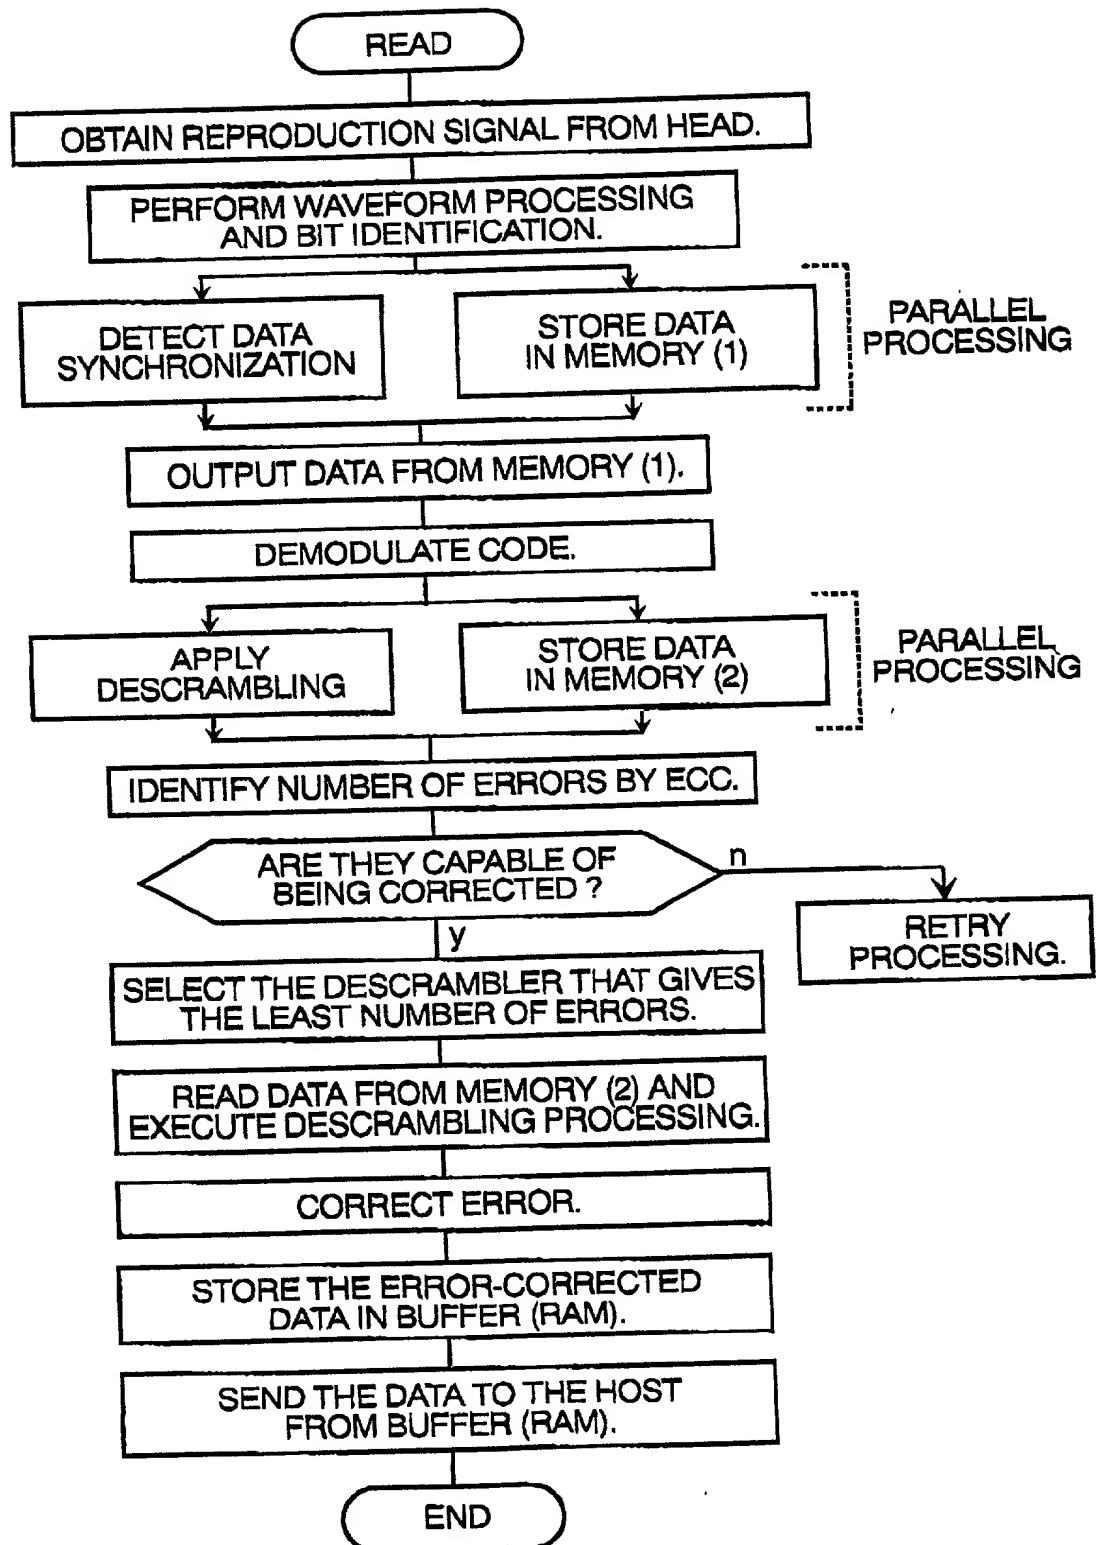 READ
OBTAIN REPRODUCTION SIGNAL FROM HEAD.
PERFORM WAVEFORM PROCESSING
AND BIT IDENTIFICATION.
DETECT DATA
SYNCHRONIZATION
STORE DATA
IN MEMORY (1)
PARALLEL
PROCESSING
OUTPUT DATA FROM MEMORY (1).
DEMODULATE CODE.
APPLY
DESCRAMBLING
STORE DATA
IN MEMORY (2)
PARALLEL
PROCESSING
IDENTIFY NUMBER OF ERRORS BY ECC.
ARE THEY CAPABLE OF
BEING CORRECTED ?
n
RETRY
PROCESSING.
y
SELECT THE DESCRAMBLER THAT GIVES
THE LEAST NUMBER OF ERRORS.
READ DATA FROM MEMORY (2) AND
EXECUTE DESCRAMBLING PROCESSING.
CORRECT ERROR.
STORE THE ERROR-CORRECTED
DATA IN BUFFER (RAM).
SEND THE DATA TO THE HOST
FROM BUFFER (RAM).
END